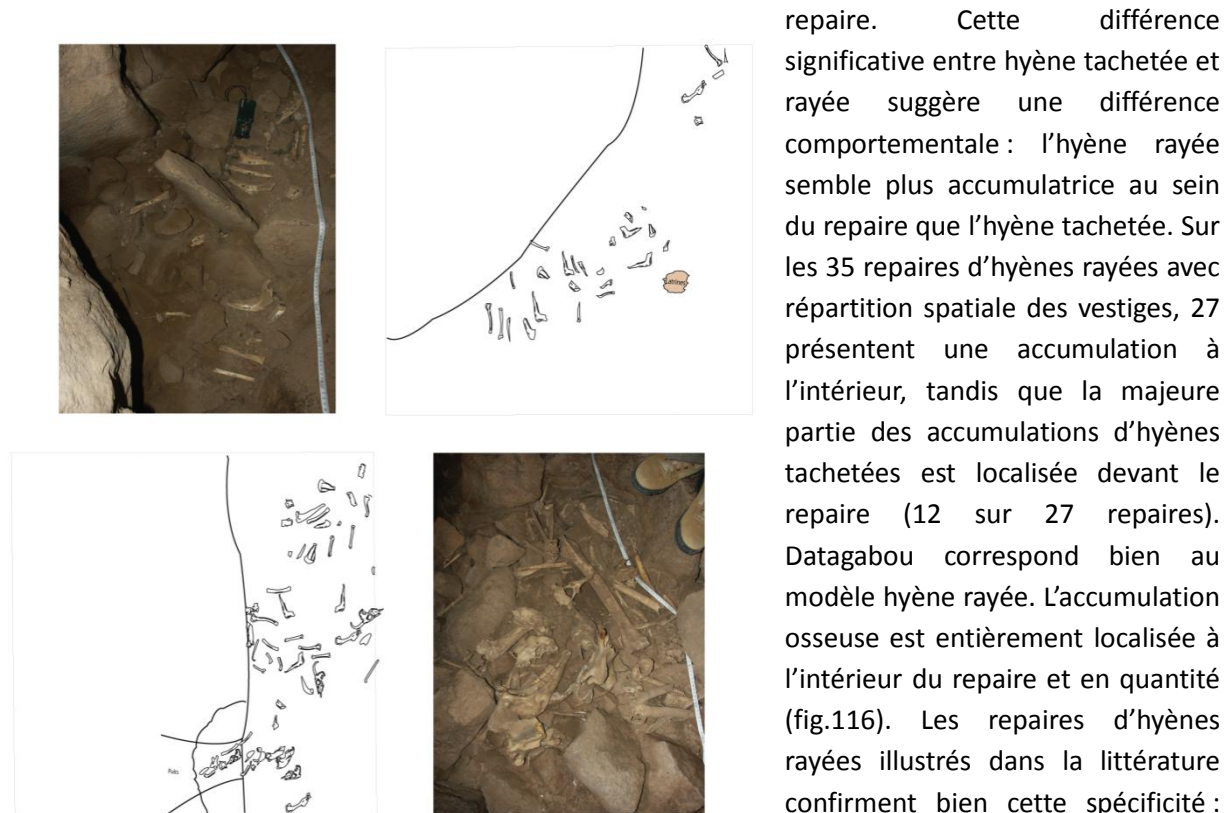 repaire. Cette différence
significative entre hyène tachetée et
rayée suggère une différence
comportementale : l’hyène rayée
semble plus accumulatrice au sein
du repaire que l’hyène tachetée. Sur
les 35 repaires d’hyènes rayées avec
répartition spatiale des vestiges, 27
présentent une accumulation à
l’intérieur, tandis que la majeure
partie des accumulations d’hyènes
tachetées est localisée devant le
repaire (12 sur 27 repaires).
Datagabou correspond bien au
modèle hyène rayée. L’accumulation
osseuse est entièrement localisée à
l’intérieur du repaire et en quantité
(fig.116). Les repaires d’hyènes
rayées illustrés dans la littérature
confirment bien cette spécificité :
Latrines
Puits